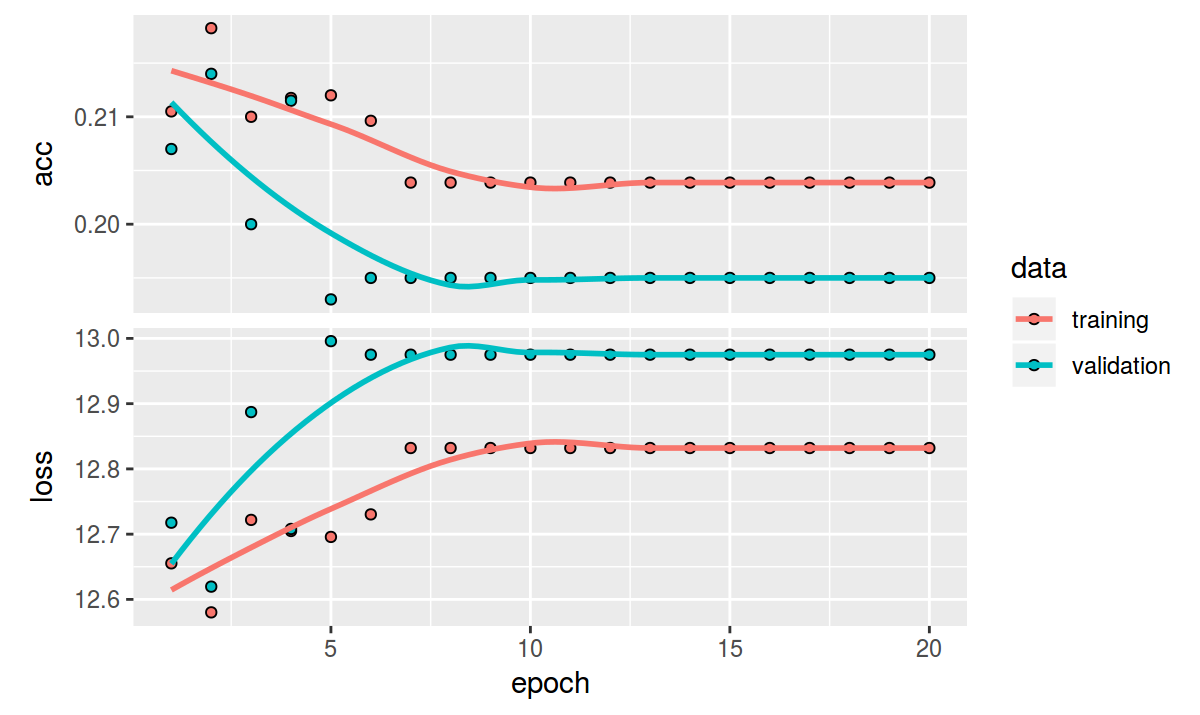 acc
0.21
0.20
loss
13.0
12.9
12.8
12.7
12.6
5 10 15 20
epoch
data
training
validation